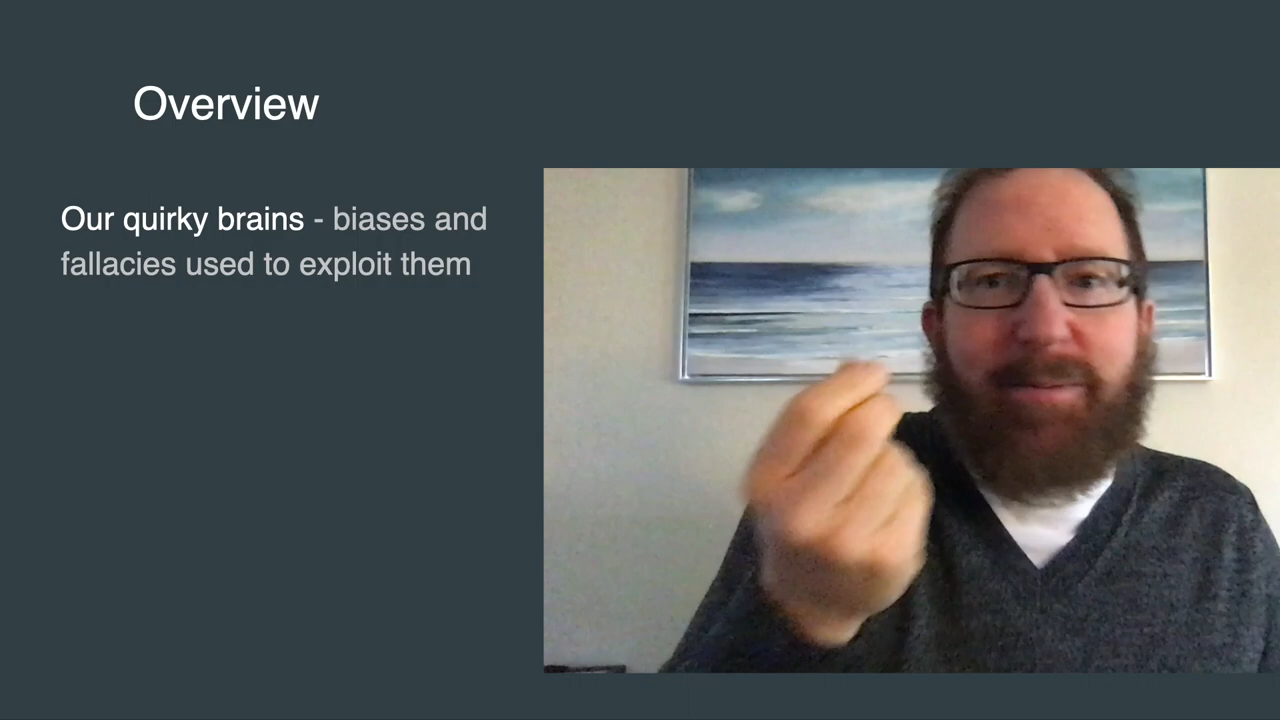 Overview
Our quirky brains - biases and
fallacies used to exploit them